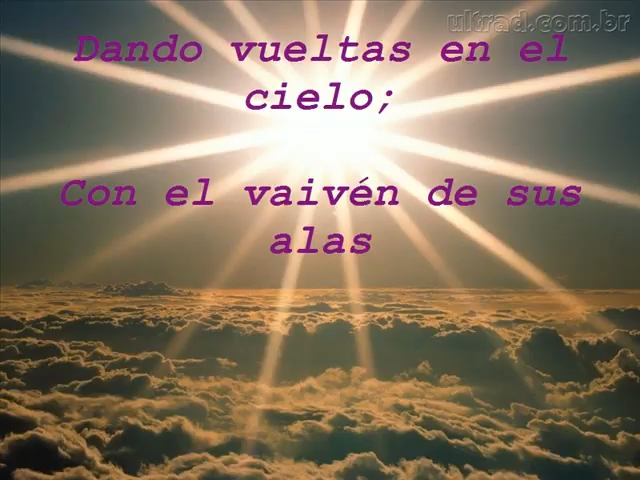 ultrad.com.br
Dando vueltas en el
cielo;
Con el vaivén de sus
alas